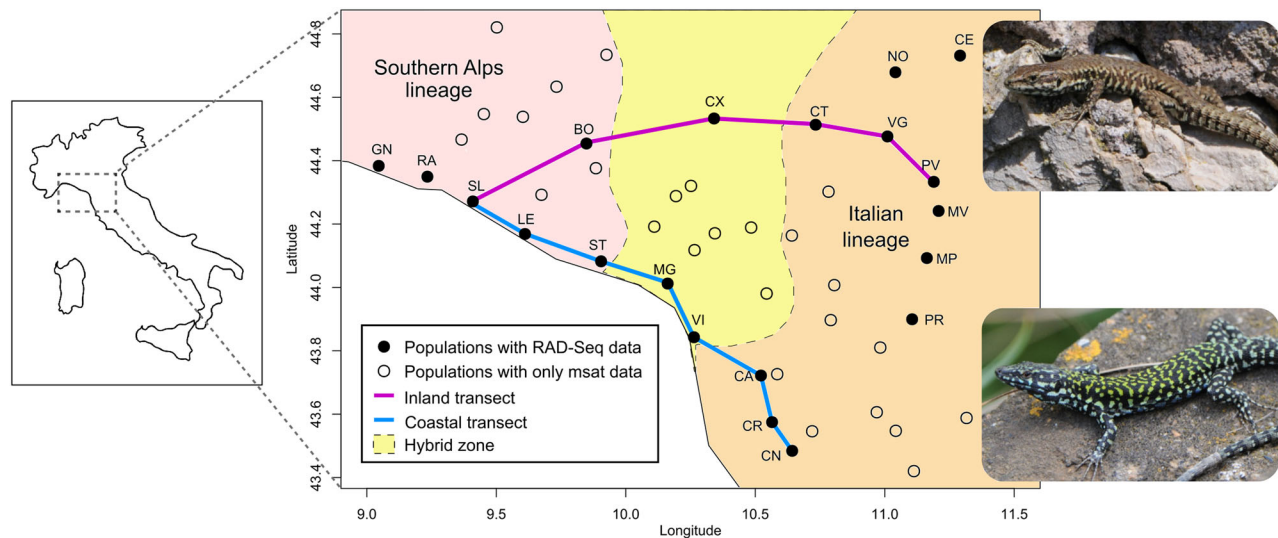 44.8
44.6
44.4
44.2
44.0
43.8
43.6
43.4
Latitude
Southern Alps
lineage
GN
RA
SL
BO
LE
ST
MG
VI
CX
CT
VG
PV
NO
CE
MV
MP
PR
CA
CR
CN
Italian
lineage
Populations with RAD-Seq data
Populations with only msat data
Inland transect
Coastal transect
Hybrid zone
9.0 9.5 10.0 10.5 11.0 11.5
Longitude